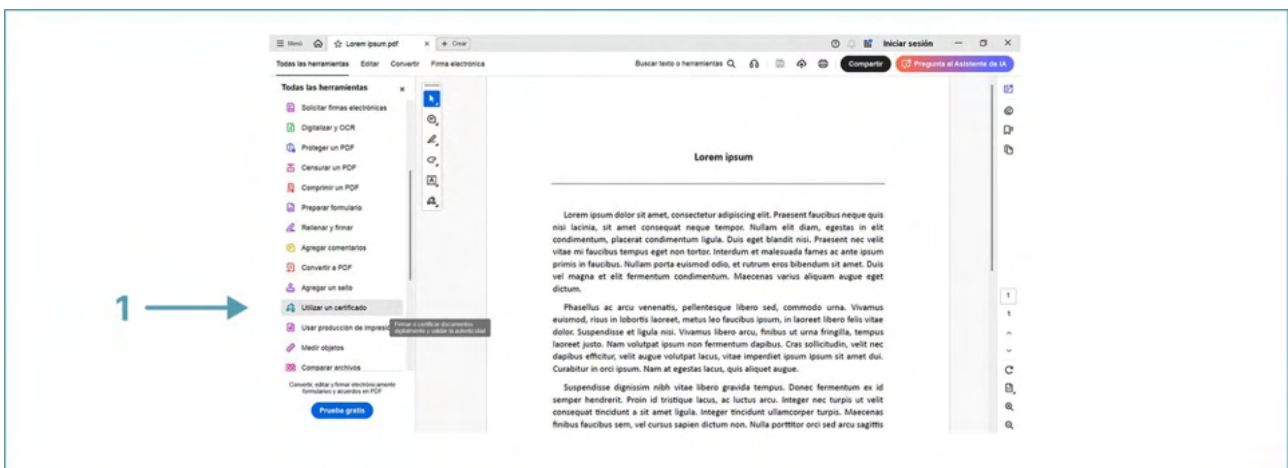 Menú
Lorem ipsum.pdf
Crear
Iniciar sesión
Todas las herramientas Editar Convertir Firma electrónica
Buscar texto o herramientas
Compartir
Pregunta al Asistente de IA
Todas las herramientas
Solicitar firmas electrónicas
Digitalizar y OCR
Proteger un PDF
Censurar un PDF
Comprimir un PDF
Preparar formulario
Rellenar y firmar
Agregar comentarios
Convertir a PDF
Agregar un sello
1
Utilizar un certificado
Usar producción de impresió
Firmar o certificar documentos
digitalmente y validar la autenticidad
Medir objetos
Comparar archivos
Convertir, editar y firmar electrónicamente
formularios y acuerdos en PDF
Prueba gratis
Lorem ipsum
Lorem ipsum dolor sit amet, consectetur adipiscing elit. Praesent faucibus neque quis
nisi lacinia, sit amet consequat neque tempor. Nullam elit diam, egestas in elit
condimentum, placerat condimentum ligula. Duis eget blandit nisi. Praesent nec velit
vitae mi faucibus tempus eget non tortor. Interdum et malesuada fames ac ante ipsum
primis in faucibus. Nullam porta euismod odio, et rutrum eros bibendum sit amet. Duis
vel magna et elit fermentum condimentum. Maecenas varius aliquam augue eget
dictum.
Phasellus ac arcu venenatis, pellentesque libero sed, commodo urna. Vivamus
euismod, risus in lobortis laoreet, metus leo faucibus ipsum, in laoreet libero felis vitae
dolor. Suspendisse et ligula nisi. Vivamus libero arcu, finibus ut urna fringilla, tempus
laoreet justo. Nam volutpat ipsum non fermentum dapibus. Cras sollicitudin, velit nec
dapibus efficitur, velit augue volutpat lacus, vitae imperdiet ipsum ipsum sit amet dui.
Curabitur in orci ipsum. Nam at egestas lacus, quis aliquet augue.
Suspendisse dignissim nibh vitae libero gravida tempus. Donec fermentum ex id
semper hendrerit. Proin id tristique lacus, ac luctus arcu. Integer nec turpis ut velit
consequat tincidunt a sit amet ligula. Integer tincidunt ullamcorper turpis. Maecenas
finibus faucibus sem, vel cursus sapien dictum non. Nulla porttitor orci sed arcu sagittis
1
1